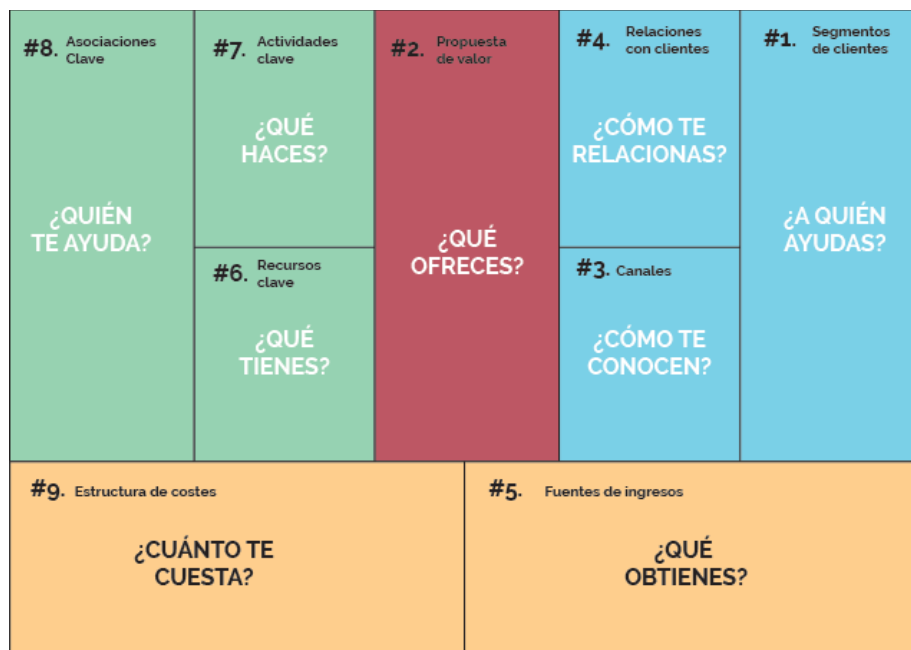 #8. Asociaciones
Clave
¿QUIÉN
TE AYUDA?
#7. Actividades
clave
¿QUÉ
HACES?
#6. Recursos
clave
¿QUÉ
TIENES?
#2. Propuesta
de valor
¿QUÉ
OFRECES?
#4. Relaciones
con clientes
¿CÓMO TE
RELACIONAS?
#3. Canales
¿CÓMO TE
CONOCEN?
#1. Segmentos
de clientes
¿A QUIÉN
AYUDAS?
#9. Estructura de costes
¿CUÁNTO TE
CUESTA?
#5. Fuentes de ingresos
¿QUÉ
OBTIENES?